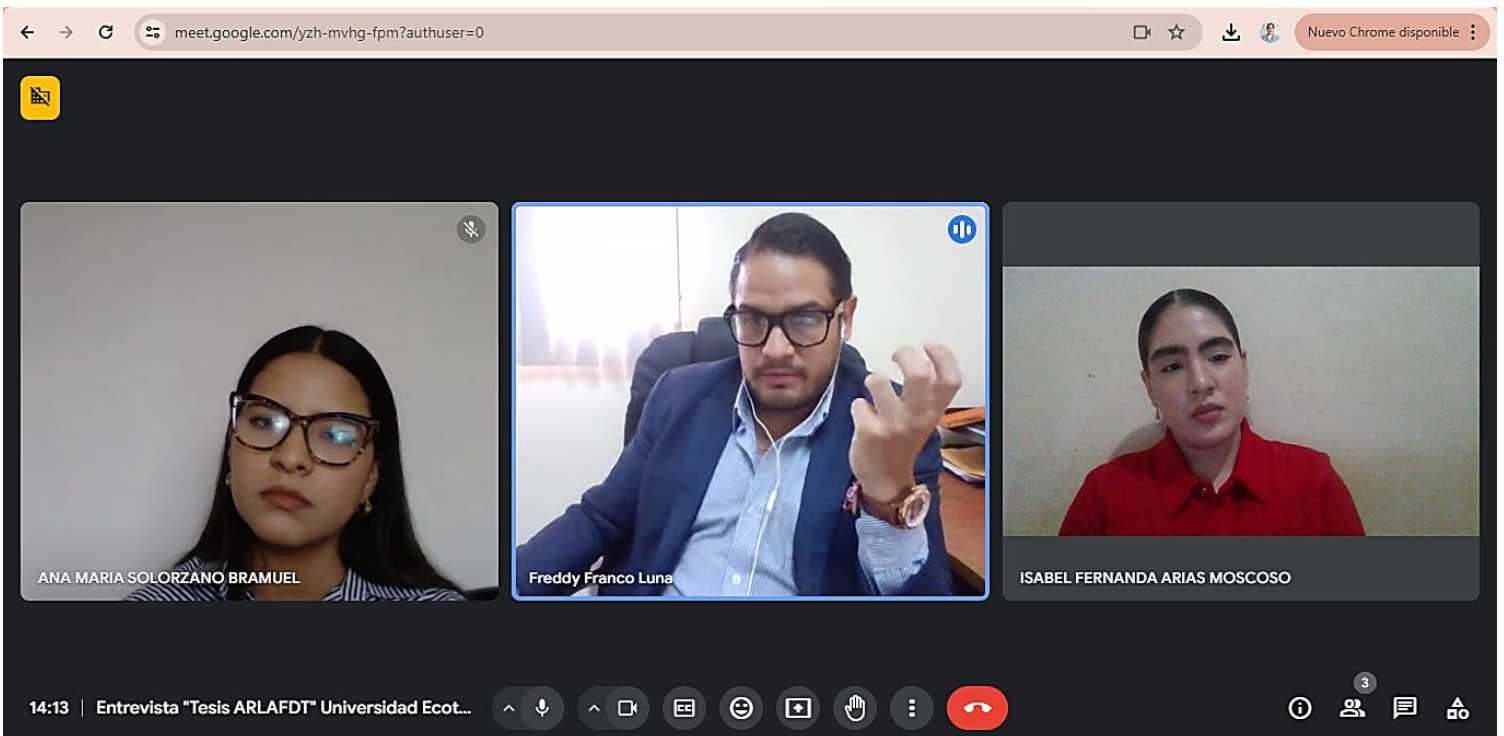 meet.google.com/yzh-mvhg-fpm?authuser=0
Nuevo Chrome disponible
ANA MARIA SOLORZANO BRAMUEL
Freddy Franco Luna
ISABEL FERNANDA ARIAS MOSCOSO
14:13 | Entrevista "Tesis ARLAFDT" Universidad Ecot...
CC
3